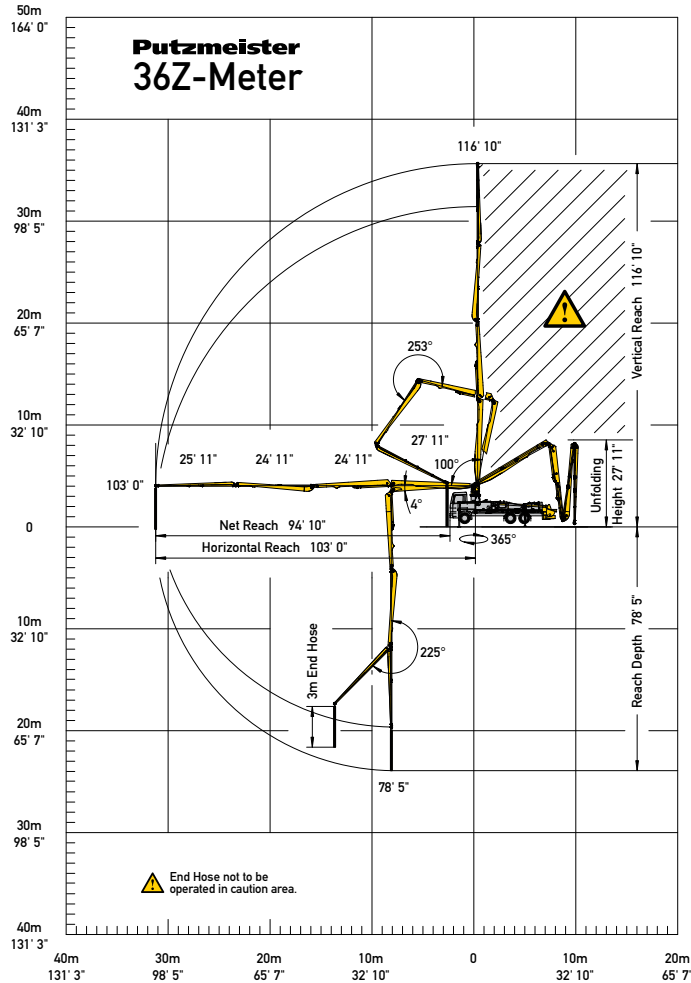 50m
164' 0"
Putzmeister
36Z-Meter
40m
131' 3"
116' 10"
30m
98' 5"
Vertical Reach 116' 10"
20m
65' 7"
253°
10m
32' 10"
27' 11"
25' 11"
24' 11"
24' 11"
100°
Unfolding
Height 27' 11"
103' 0"
4°
0
Net Reach 94' 10"
365°
Horizontal Reach 103' 0"
10m
32' 10"
225°
3m End Hose
Reach Depth 78' 5"
20m
65' 7"
78' 5"
30m
98' 5"
End Hose not to be
operated in caution area.
40m
131' 3"
40m
131' 3"
30m
98' 5"
20m
65' 7"
10m
32' 10"
0
10m
32' 10"
20m
65' 7"